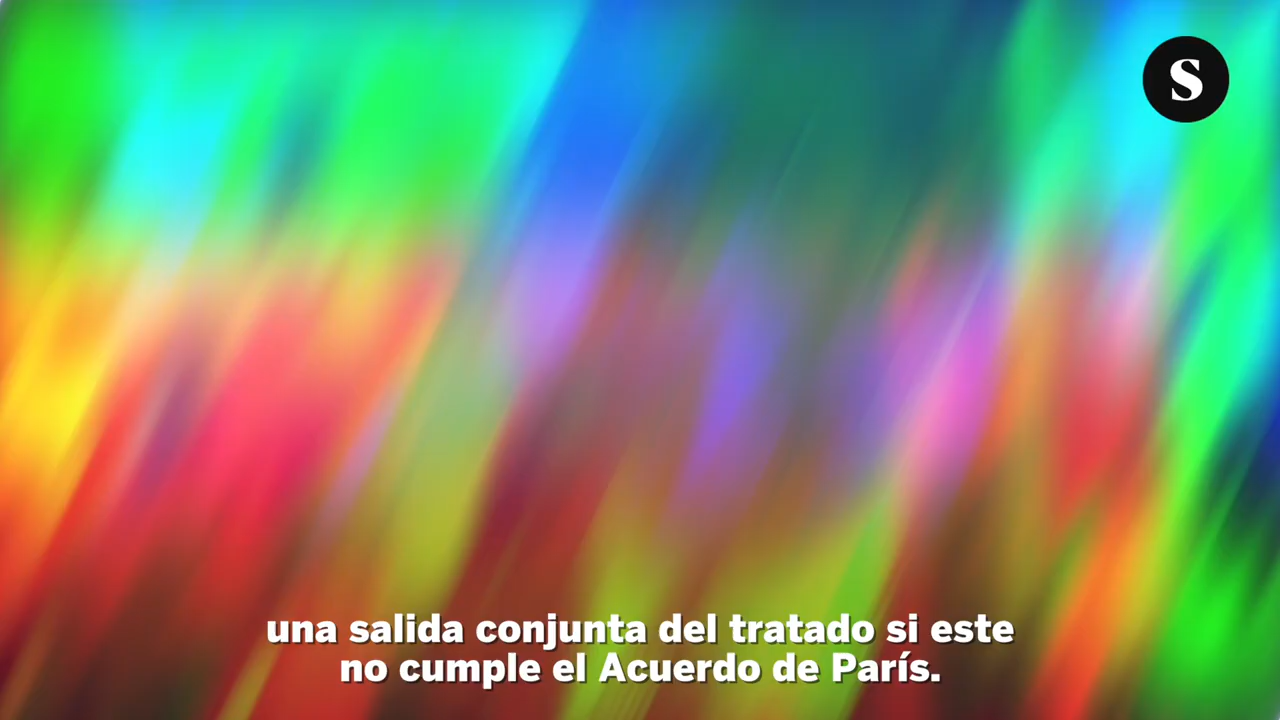 S
una salida conjunta del tratado si este
no cumple el Acuerdo de París.